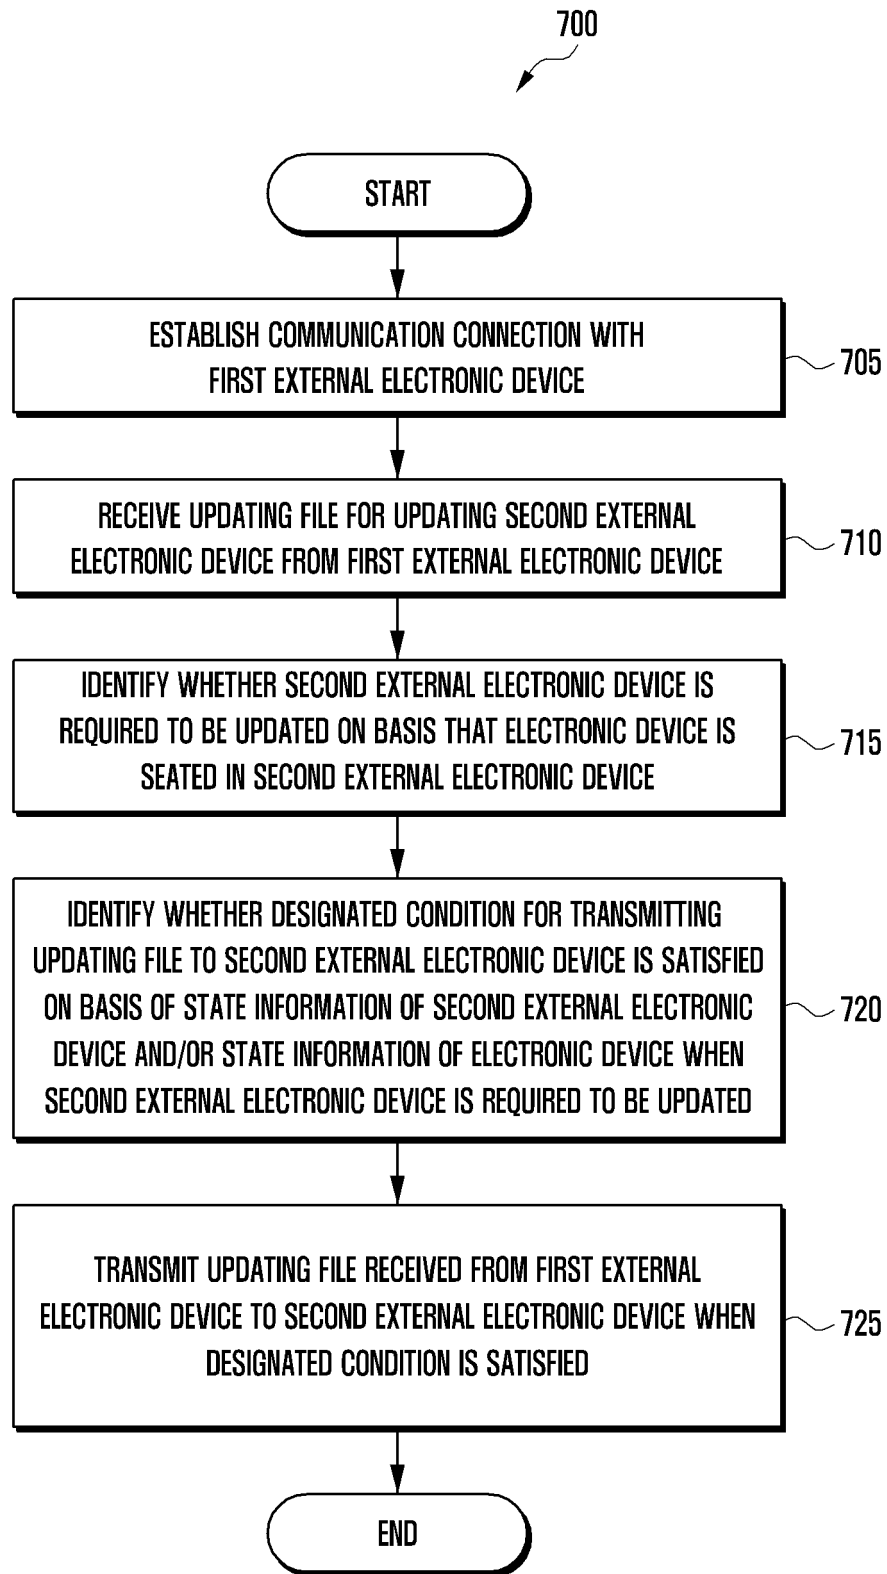 700
START
ESTABLISH COMMUNICATION CONNECTION WITH
FIRST EXTERNAL ELECTRONIC DEVICE
705
RECEIVE UPDATING FILE FOR UPDATING SECOND EXTERNAL
ELECTRONIC DEVICE FROM FIRST EXTERNAL ELECTRONIC DEVICE
710
IDENTIFY WHETHER SECOND EXTERNAL ELECTRONIC DEVICE IS
REQUIRED TO BE UPDATED ON BASIS THAT ELECTRONIC DEVICE IS
SEATED IN SECOND EXTERNAL ELECTRONIC DEVICE
715
IDENTIFY WHETHER DESIGNATED CONDITION FOR TRANSMITTING
UPDATING FILE TO SECOND EXTERNAL ELECTRONIC DEVICE IS SATISFIED
ON BASIS OF STATE INFORMATION OF SECOND EXTERNAL ELECTRONIC
DEVICE AND/OR STATE INFORMATION OF ELECTRONIC DEVICE WHEN
SECOND EXTERNAL ELECTRONIC DEVICE IS REQUIRED TO BE UPDATED
720
TRANSMIT UPDATING FILE RECEIVED FROM FIRST EXTERNAL
ELECTRONIC DEVICE TO SECOND EXTERNAL ELECTRONIC DEVICE WHEN
DESIGNATED CONDITION IS SATISFIED
725
END